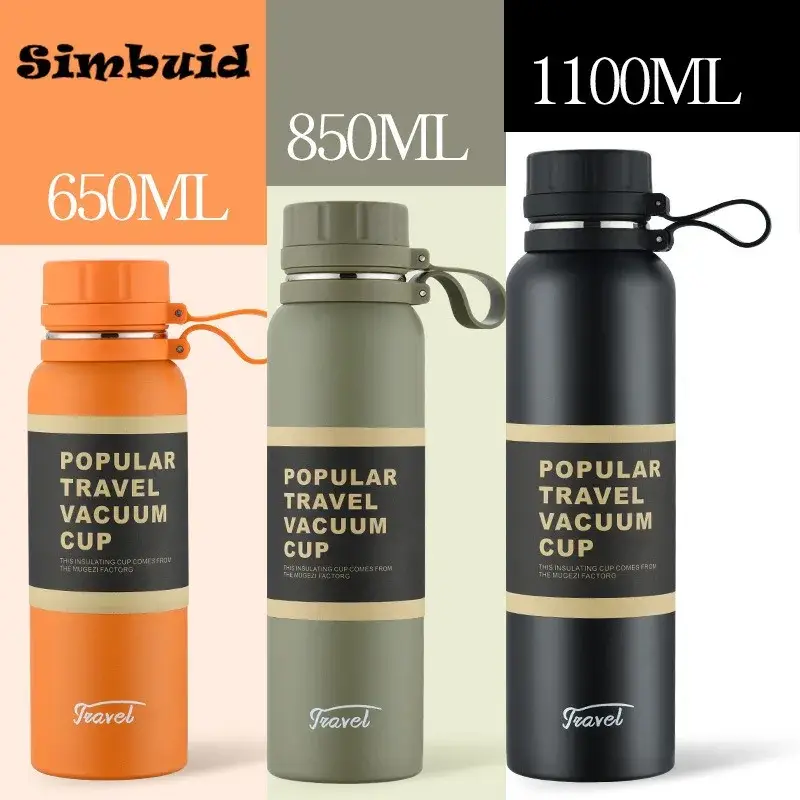 Simbuid
650ML
850ML
1100ML
POPULAR
TRAVEL
VACUUM
CUP
THIS INSULATING CUP COMES FROM
THE MUGEZI FACTORG
Travel
POPULAR
TRAVEL
VACUUM
CUP
THIS INSULATING CUP COMES FROM
THE MUGEZI FACTORG
Travel
POPULAR
TRAVEL
VACUUM
CUP
THIS INSULATING CUP COMES FROM
THE MUGEZI FACTORG
Travel